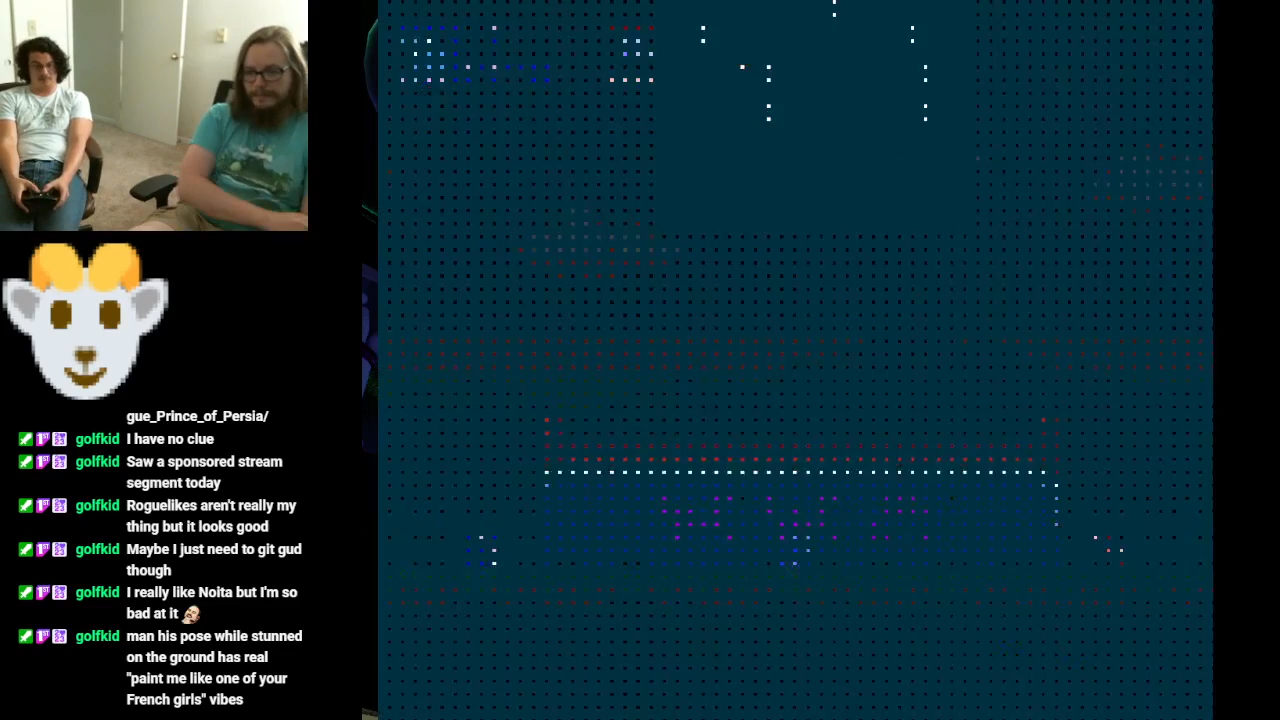 gue_Prince_of_Persia/
golfkid I have no clue
golfkid Saw a sponsored stream
segment today
golfkid Roguelikes aren't really my
thing but it looks good
golfkid Maybe I just need to git gud
though
golfkid I really like Noita but I'm so
bad at it
golfkid man his pose while stunned
on the ground has real
"paint me like one of your
French girls" vibes